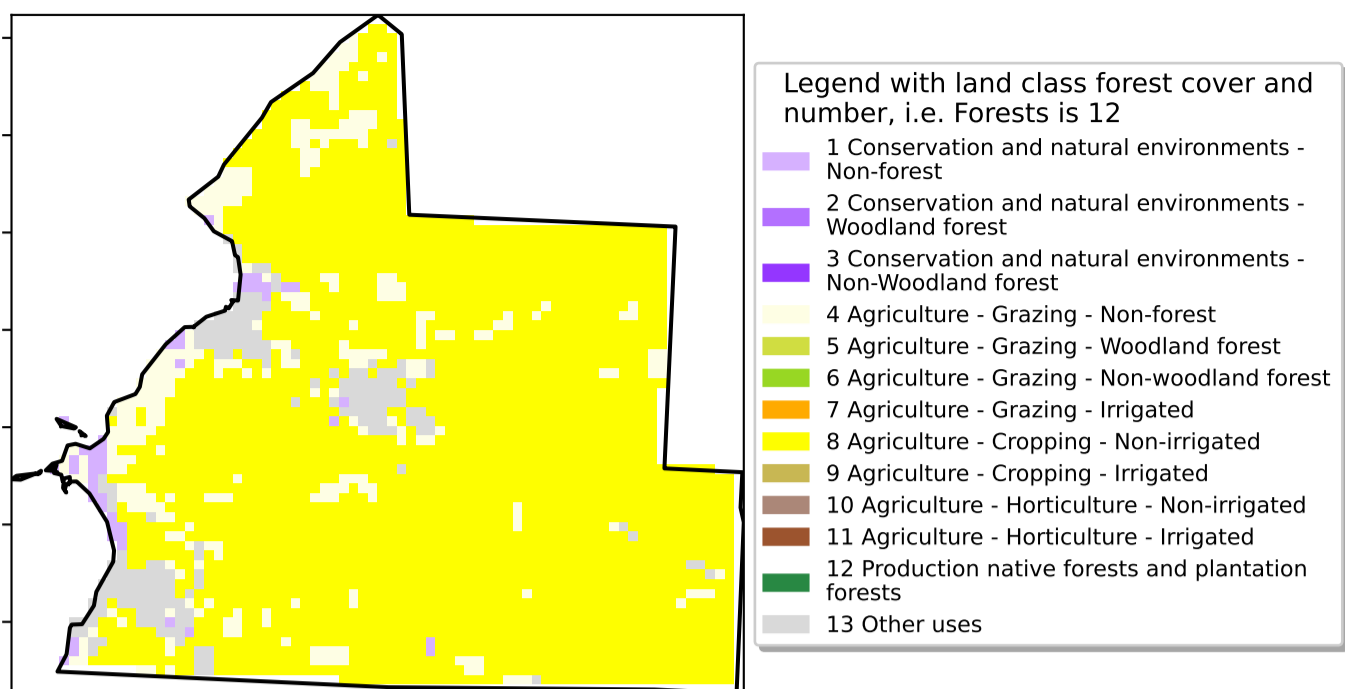 Legend with land class forest cover and
number, i.e. Forests is 12
1 Conservation and natural environments -
Non-forest
2 Conservation and natural environments -
Woodland forest
3 Conservation and natural environments -
Non-Woodland forest
4 Agriculture - Grazing - Non-forest
5 Agriculture - Grazing - Woodland forest
6 Agriculture - Grazing - Non-woodland forest
7 Agriculture - Grazing - Irrigated
8 Agriculture - Cropping - Non-irrigated
9 Agriculture - Cropping - Irrigated
10 Agriculture - Horticulture - Non-irrigated
11 Agriculture - Horticulture - Irrigated
12 Production native forests and plantation
forests
13 Other uses